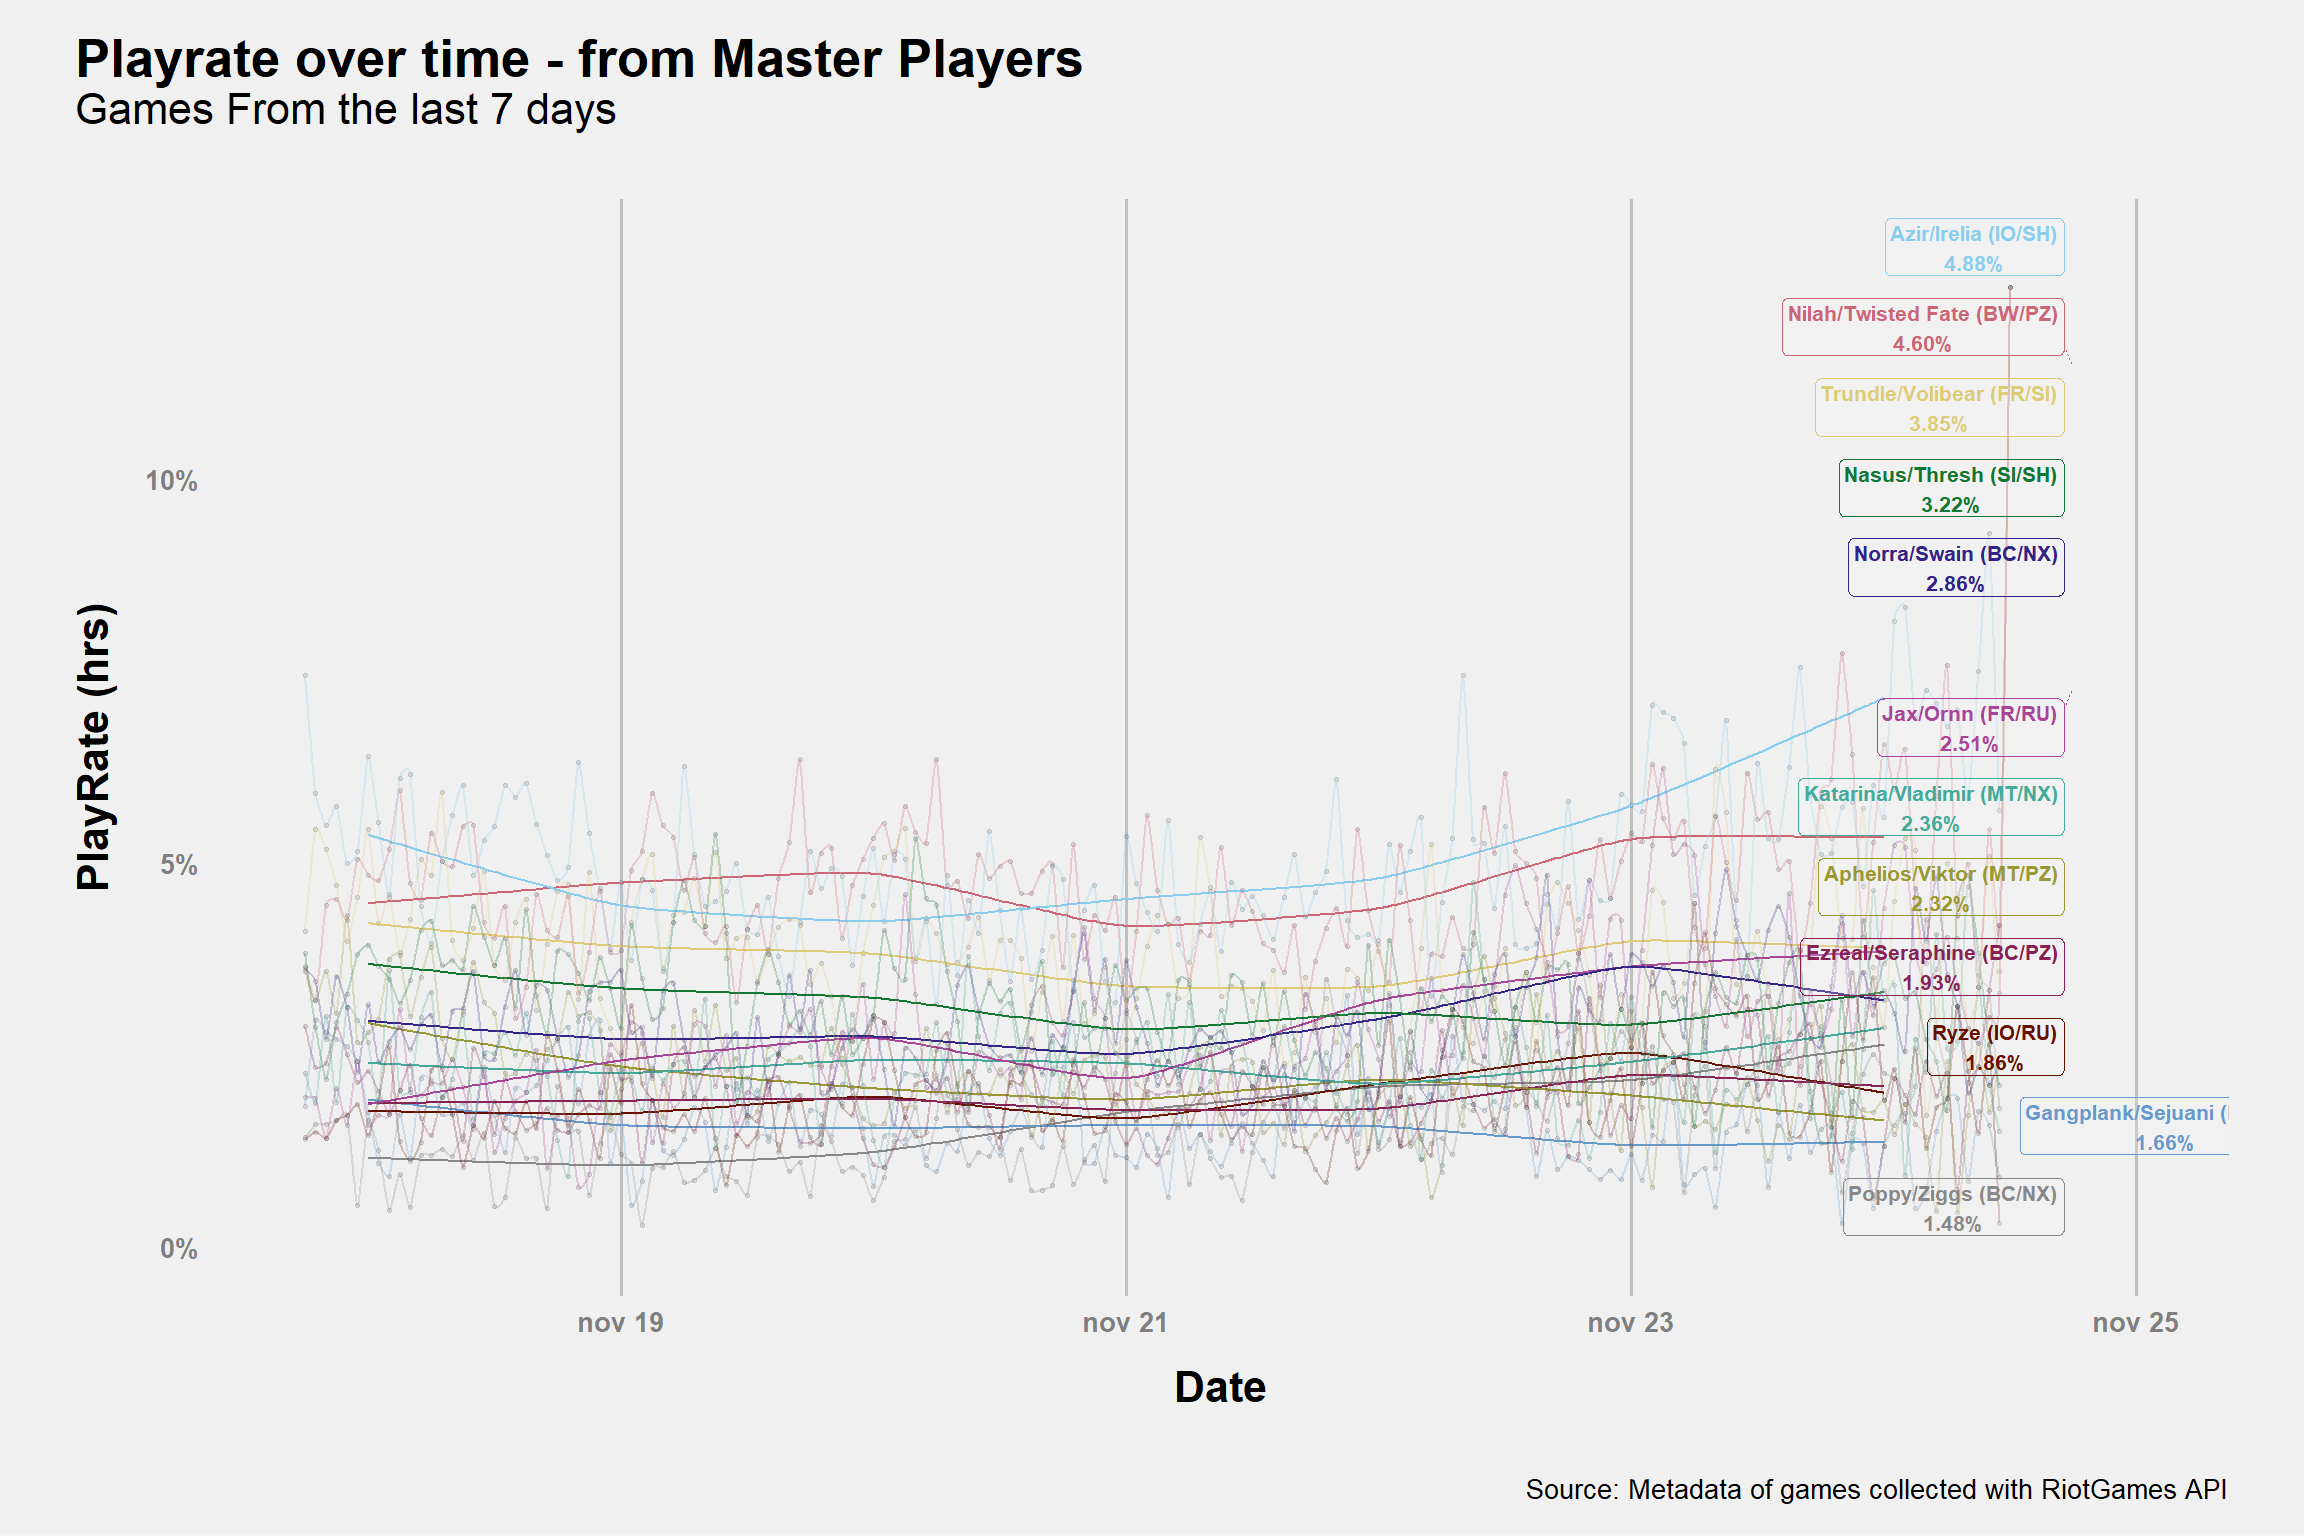 Playrate over time - from Master Players
Games From the last 7 days
Azir/Irelia (IO/SH)
4.88%
Nilah/Twisted Fate (BW/PZ)
4.60%
Trundle/Volibear (FR/SI)
3.85%
Nasus/Thresh (SI/SH)
3.22%
Norra/Swain (BC/NX)
2.86%
Jax/Ornn (FR/RU)
2.51%
Katarina/Vladimir (MT/NX)
2.36%
Aphelios/Viktor (MT/PZ)
2.32%
Ezreal/Seraphine (BC/PZ)
1.93%
Ryze (IO/RU)
1.86%
Gangplank/Sejuani (
1.66%
Poppy/Ziggs (BC/NX)
1.48%
10%
5%
0%
PlayRate (hrs)
nov 19
nov 21
nov 23
nov 25
Date
Source: Metadata of games collected with RiotGames API